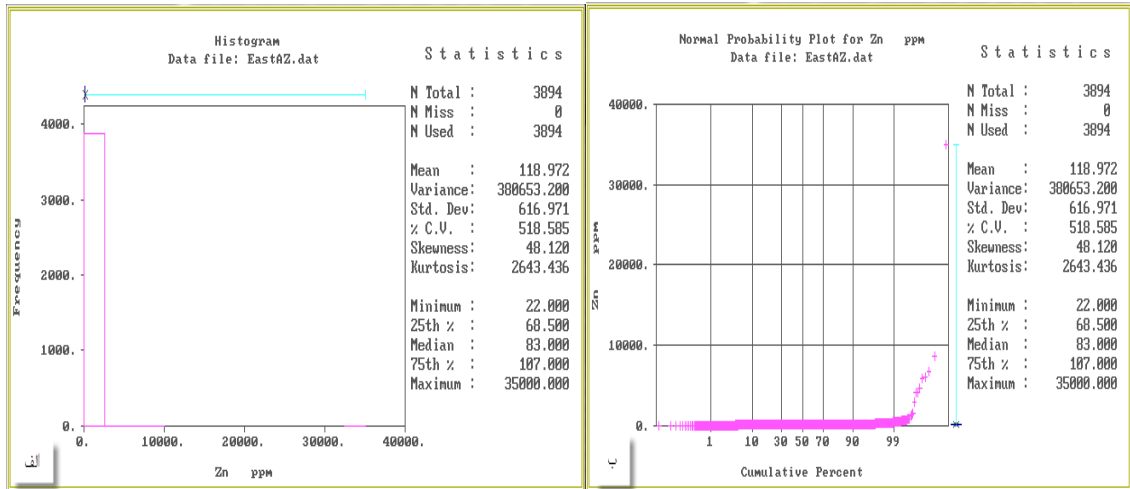 Histogram
Data file: EastAZ.dat
Statistics
N Total : 3894
N Miss : 0
N Used : 3894
Mean : 118.972
Variance: 380653.200
Std. Dev: 616.971
% C.V. : 518.585
Skewness: 48.120
Kurtosis: 2643.436
Minimum : 22.000
25th % : 68.500
Median : 83.000
75th % : 107.000
Maximum : 35000.000
Frequency
4000.
3000.
2000.
1000.
0.
0. 10000. 20000. 30000. 40000.
Zn ppm
الف
Normal Probability Plot for Zn ppm
Data file: EastAZ.dat
Statistics
N Total : 3894
N Miss : 0
N Used : 3894
Mean : 118.972
Variance: 380653.200
Std. Dev: 616.971
% C.V. : 518.585
Skewness: 48.120
Kurtosis: 2643.436
Minimum : 22.000
25th % : 68.500
Median : 83.000
75th % : 107.000
Maximum : 35000.000
Zn ppm
40000.
30000.
20000.
10000.
0.
1 10 30 50 70 90 99
Cumulative Percent
ب